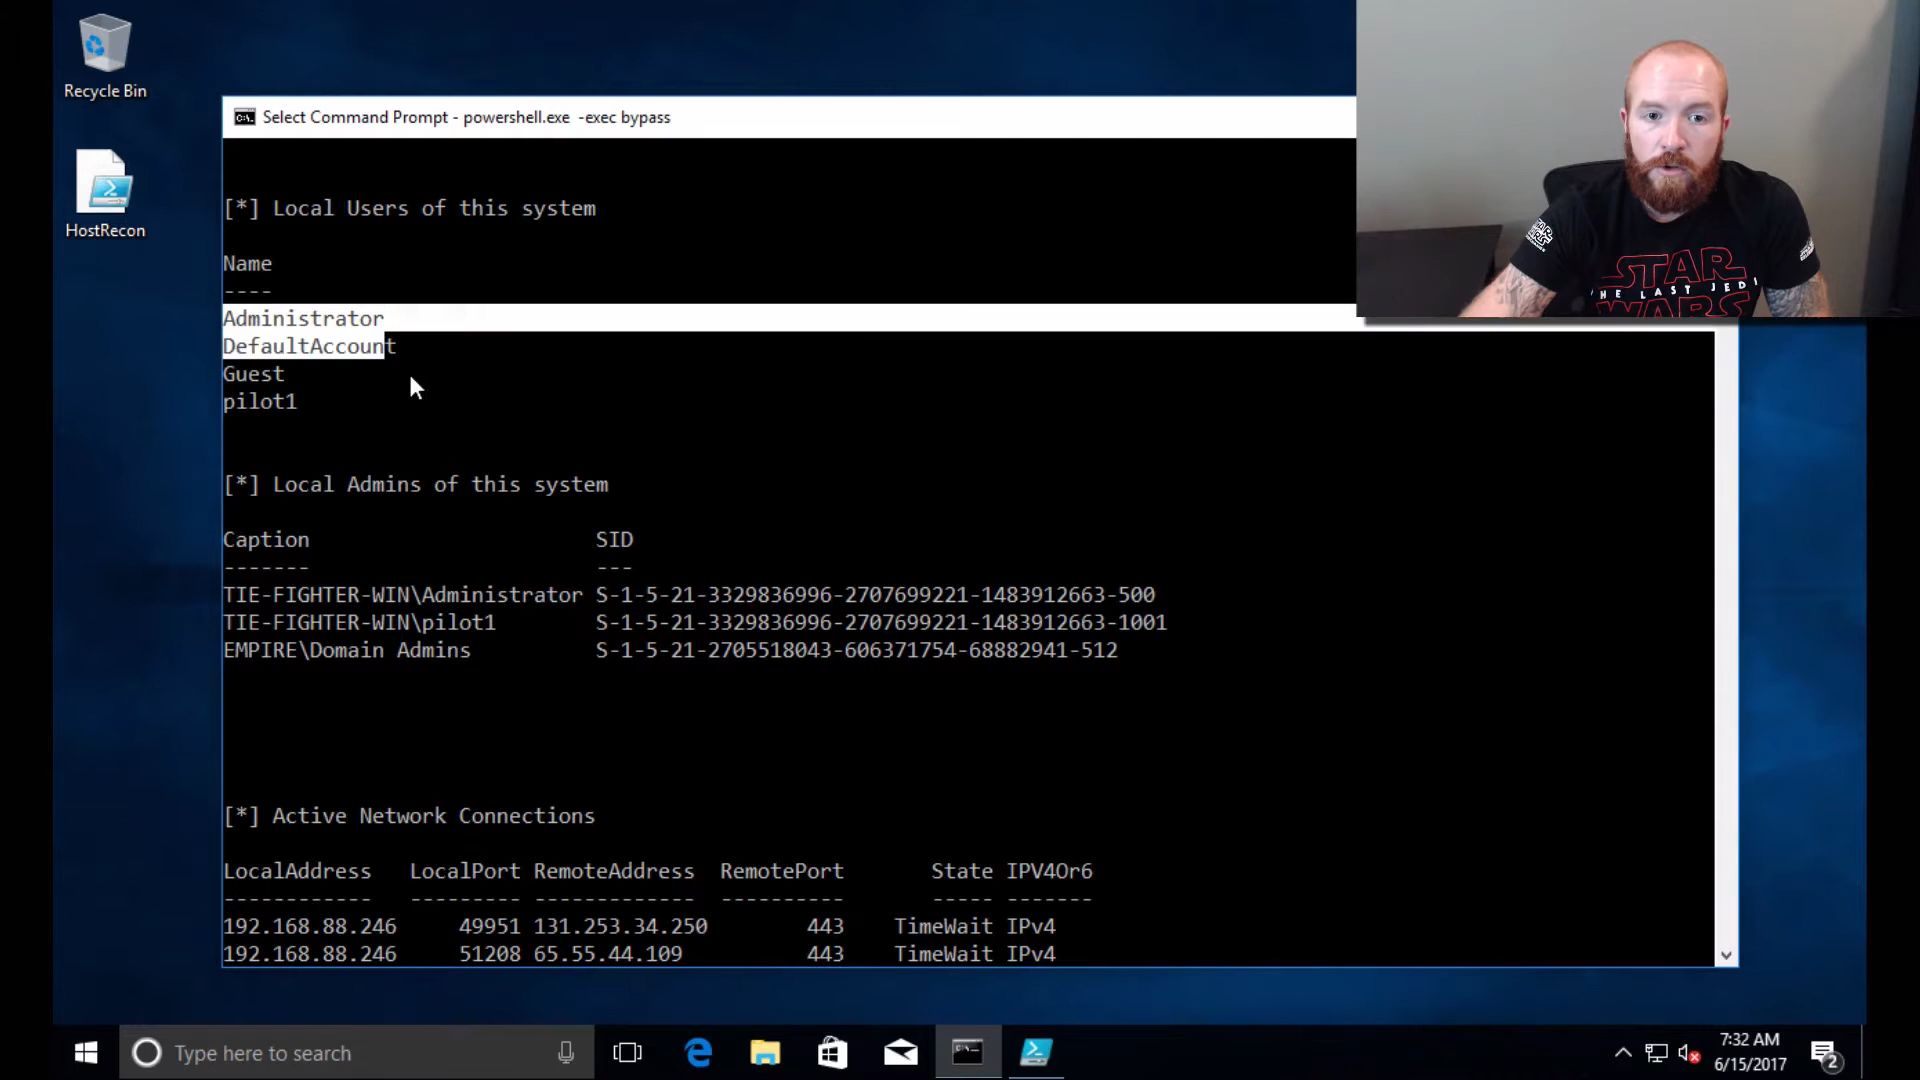 Recycle Bin
HostRecon
Select Command Prompt - powershell.exe  -exec bypass
[*] Local Users of this system
Name
----
Administrator
DefaultAccount
Guest
pilot1
[*] Local Admins of this system
Caption                       SID
-------                       ---
TIE-FIGHTER-WIN\Administrator S-1-5-21-3329836996-2707699221-1483912663-500
TIE-FIGHTER-WIN\pilot1        S-1-5-21-3329836996-2707699221-1483912663-1001
EMPIRE\Domain Admins          S-1-5-21-2705518043-606371754-68882941-512
[*] Active Network Connections
LocalAddress   LocalPort RemoteAddress  RemotePort       State IPV4Or6
------------   --------- -------------  ----------       ----- -------
192.168.88.246     49951 131.253.34.250        443    TimeWait IPv4
192.168.88.246     51208 65.55.44.109          443    TimeWait IPv4
STAR
THE LAST JEDI
WARS
Type here to search
7:32 AM
6/15/2017
2